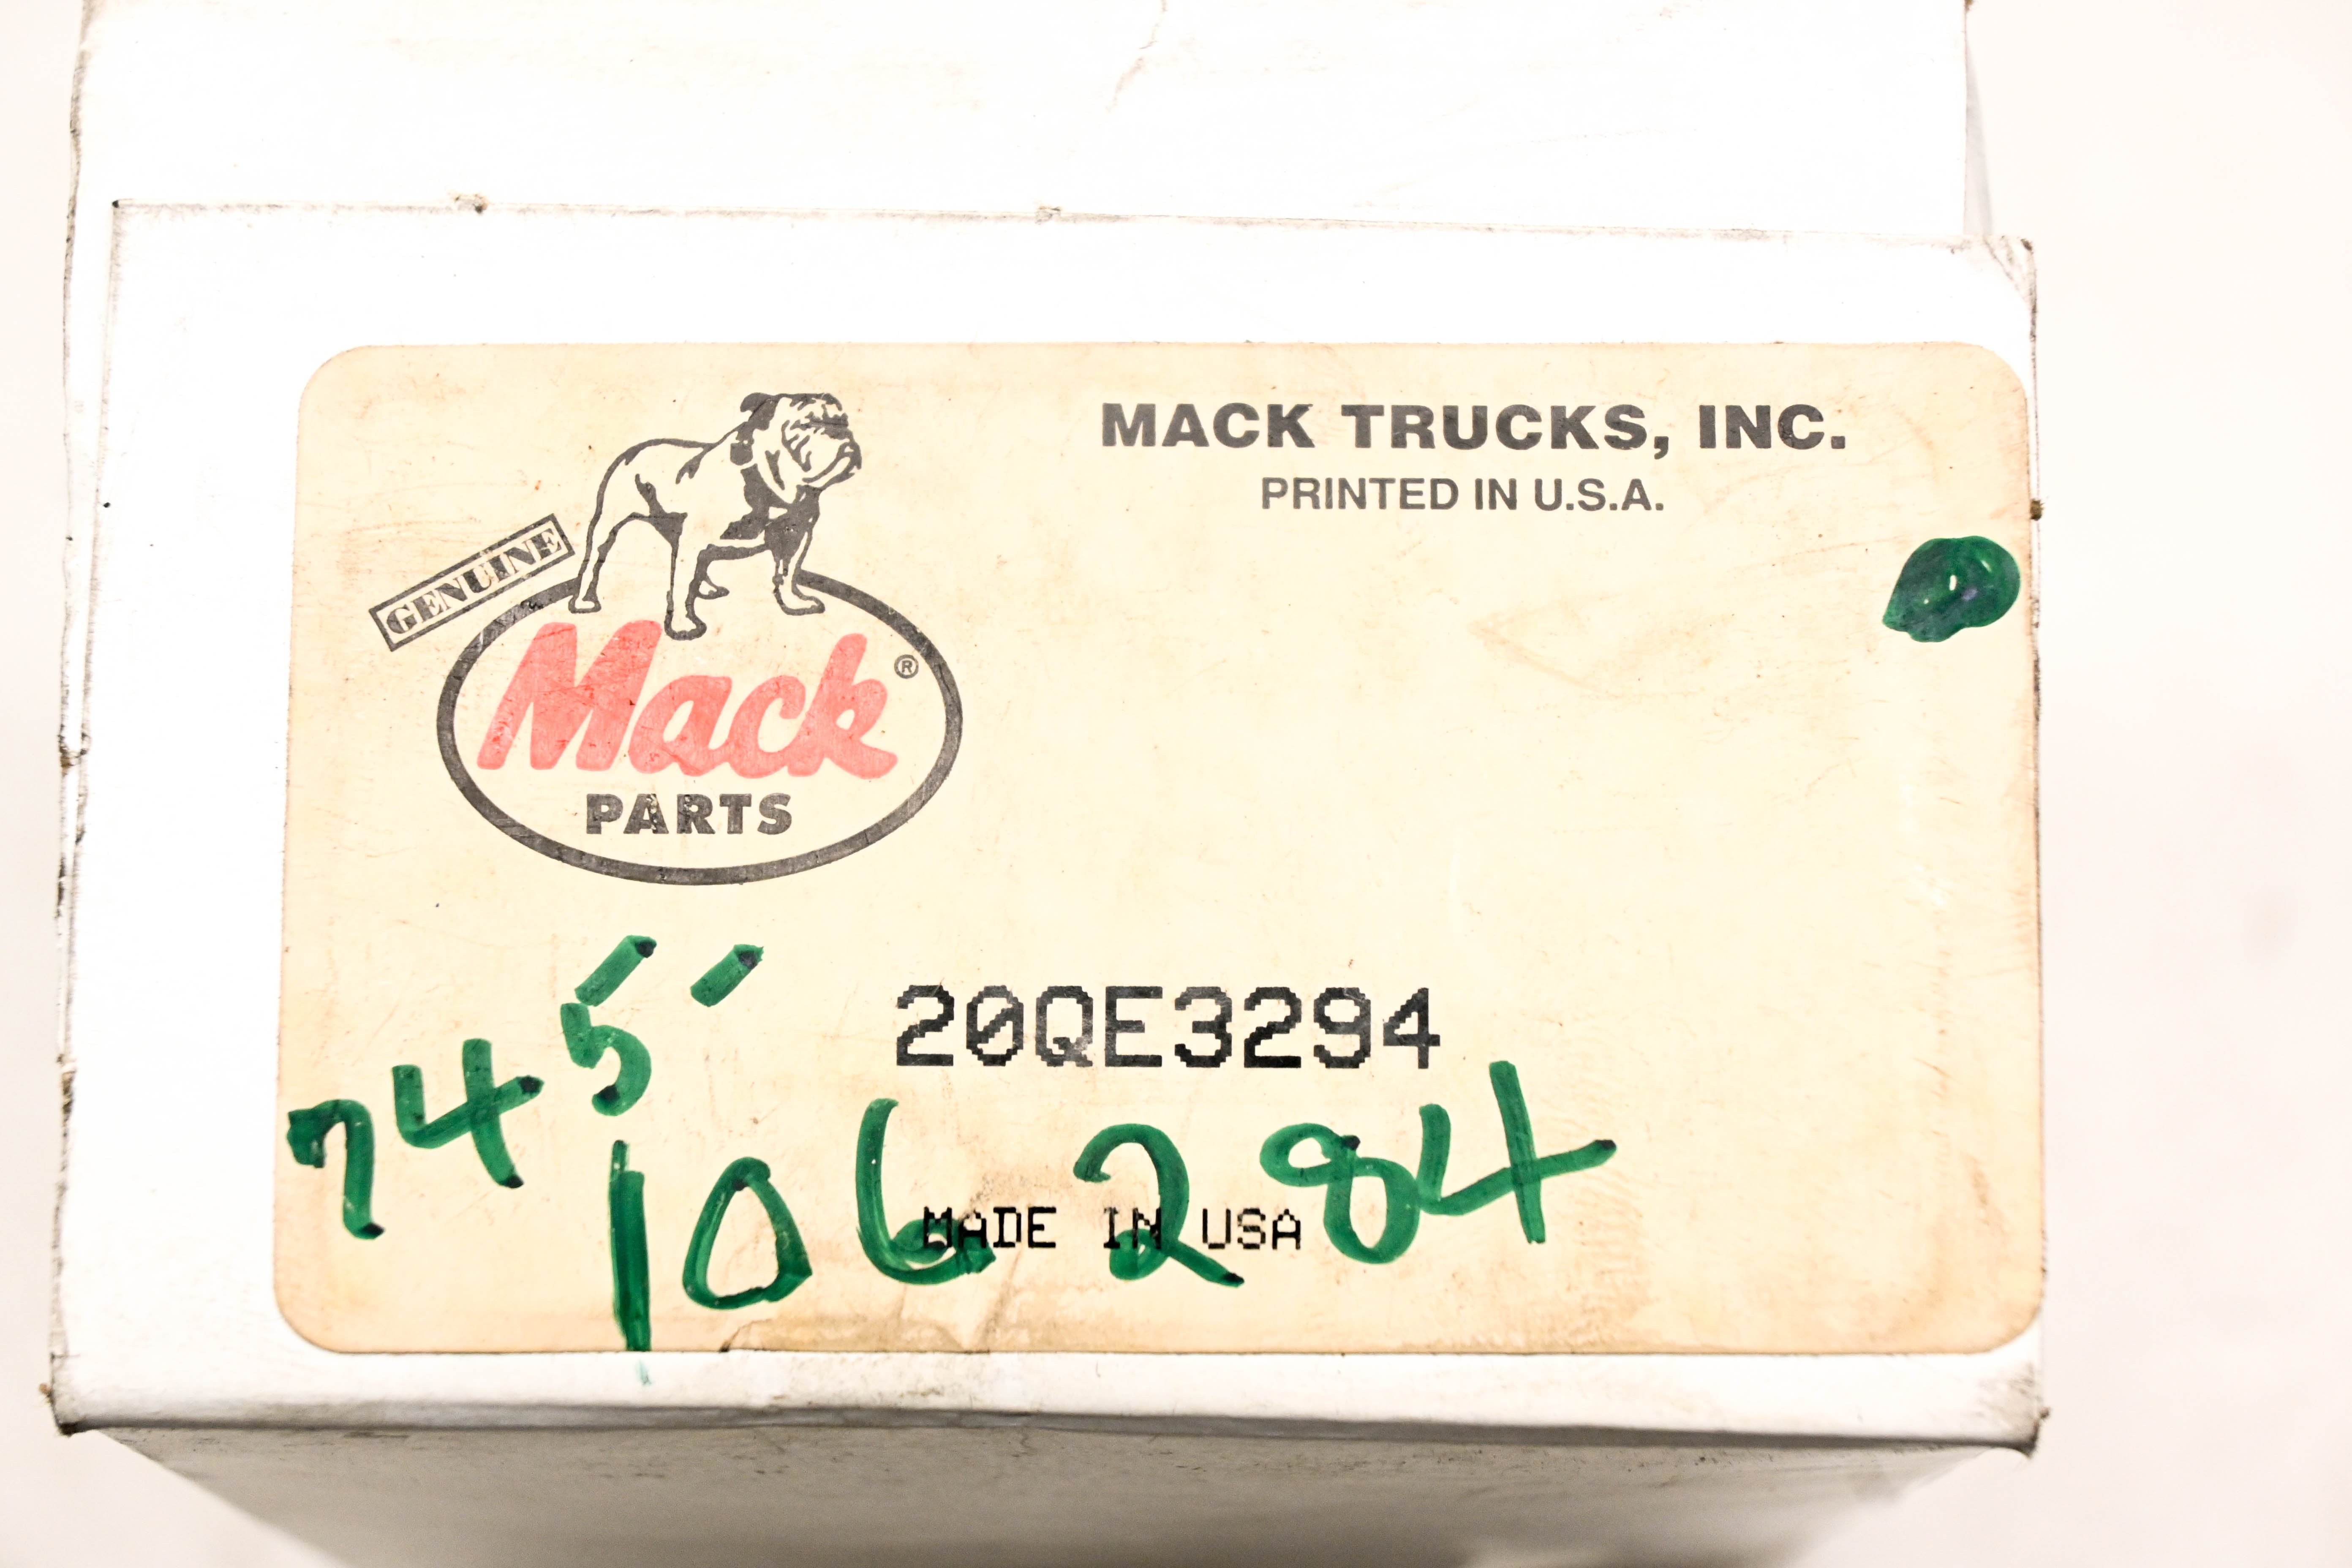 MACK TRUCKS, INC.
PRINTED IN U.S.A.
GENUINE
Mack®
PARTS
20QE3294
745-
106284
MADE IN USA